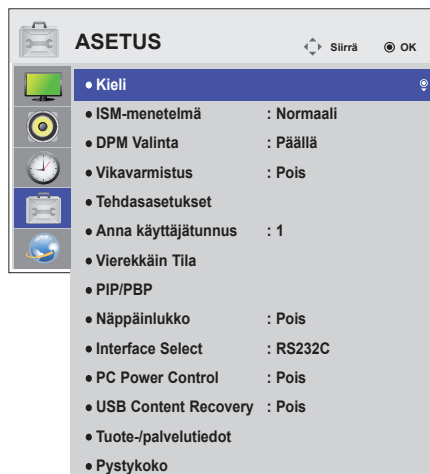 ASETUS Siirrä OK
● Kieli
● ISM-menetelmä : Normaali
● DPM Valinta : Päällä
● Vikavarmistus : Pois
● Tehdasasetukset
● Anna käyttäjätunnus : 1
● Vierekkäin Tila
● PIP/PBP
● Näppäinlukko : Pois
● Interface Select : RS232C
● PC Power Control : Pois
● USB Content Recovery : Pois
● Tuote-/palvelutiedot
● Pystykoko